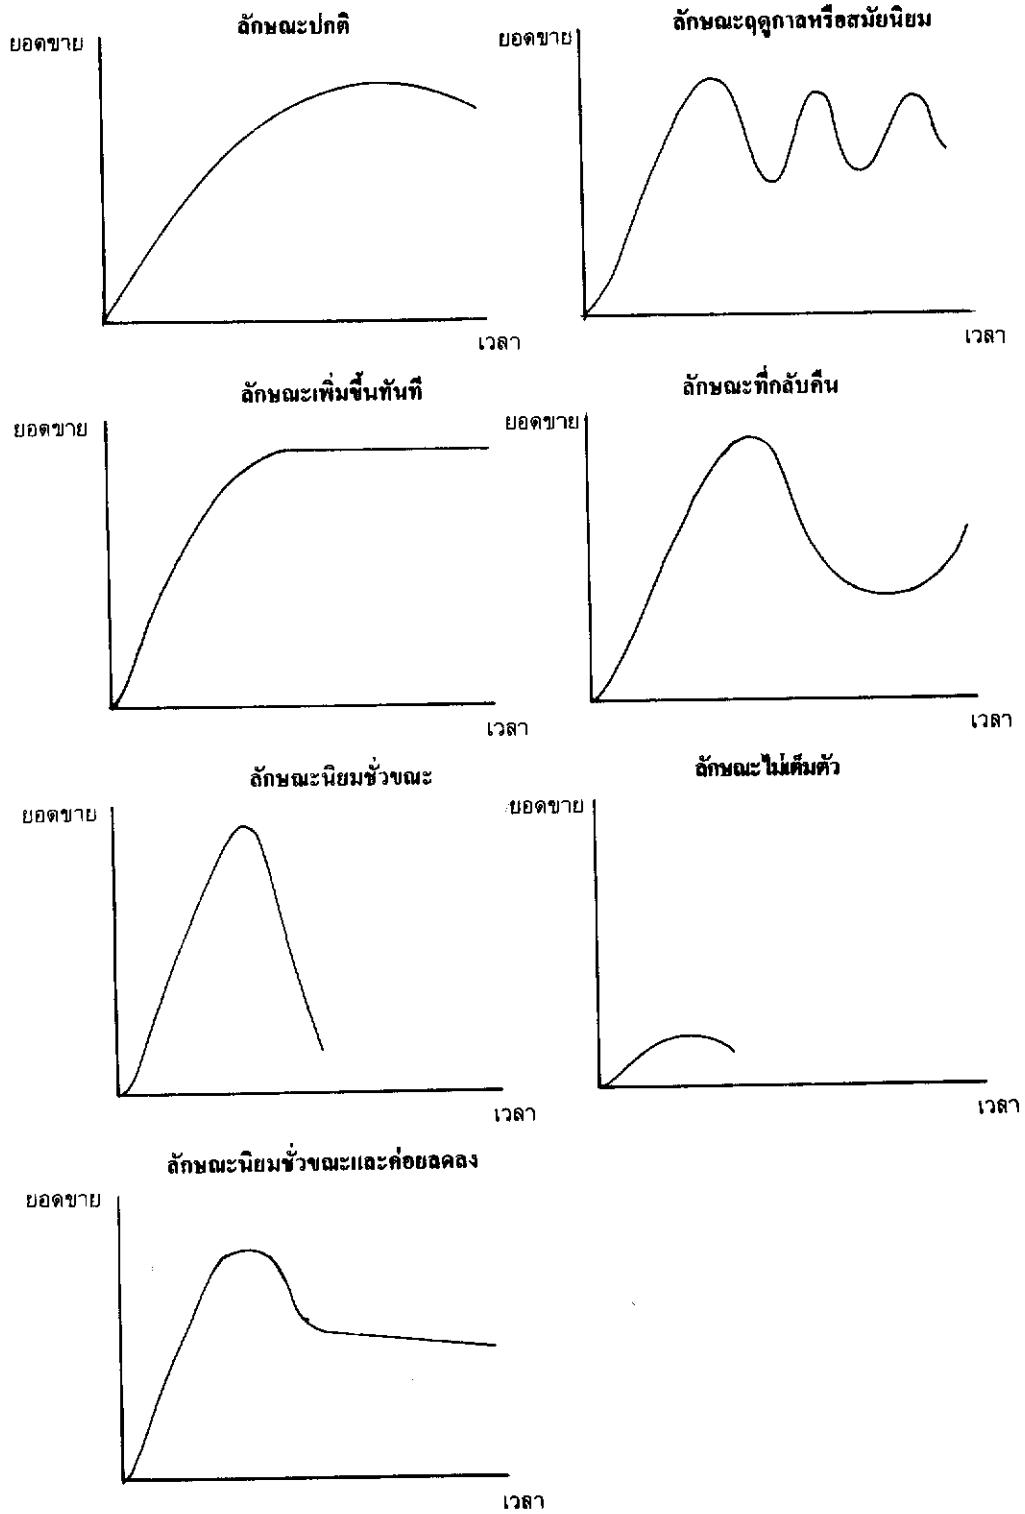 ลักษณะปกติ
ยอดขาย
เวลา
ลักษณะฤดูกาลหรือสมัยนิยม
ยอดขาย
เวลา
ลักษณะเพิ่มขึ้นทันที
ยอดขาย
เวลา
ลักษณะที่กลับคืน
ยอดขาย
เวลา
ลักษณะนิยมชั่วขณะ
ยอดขาย
เวลา
ลักษณะไม่เต็มตัว
ยอดขาย
เวลา
ลักษณะนิยมชั่วขณะและค่อยลดลง
ยอดขาย
เวลา